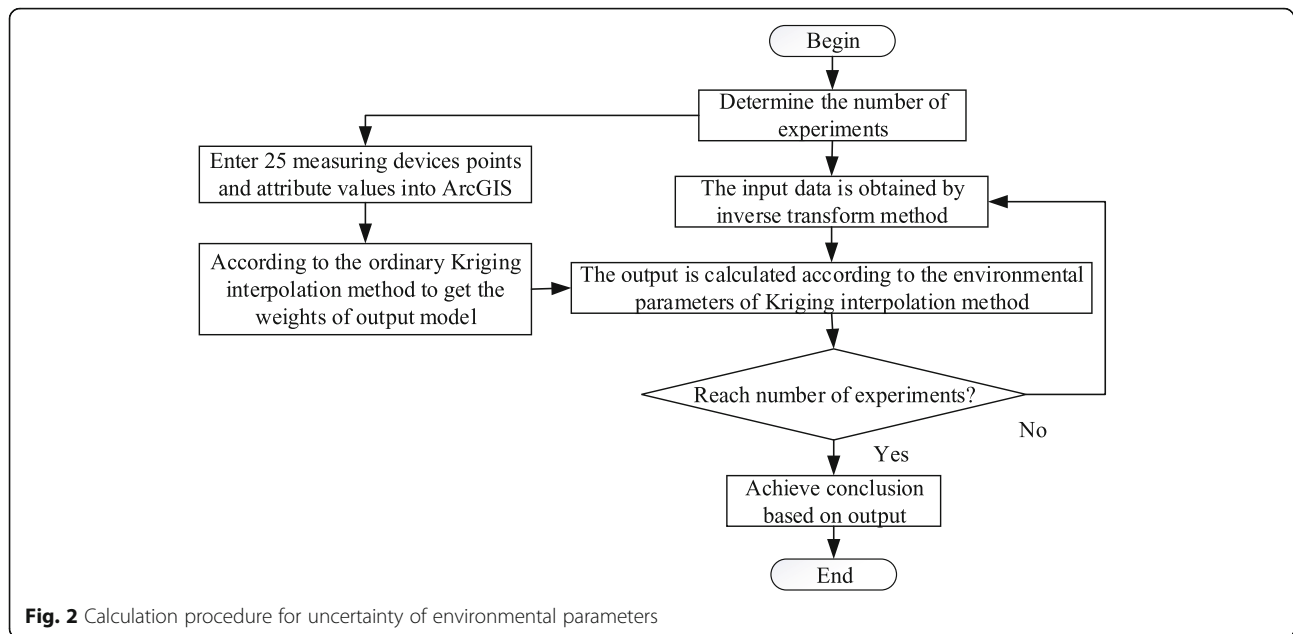 Begin
Determine the number of
experiments
Enter 25 measuring devices points
and attribute values into ArcGIS
The input data is obtained by
inverse transform method
According to the ordinary Kriging
interpolation method to get the
weights of output model
The output is calculated according to the environmental
parameters of Kriging interpolation method
Reach number of experiments?
No
Yes
Achieve conclusion
based on output
End
Fig. 2 Calculation procedure for uncertainty of environmental parameters